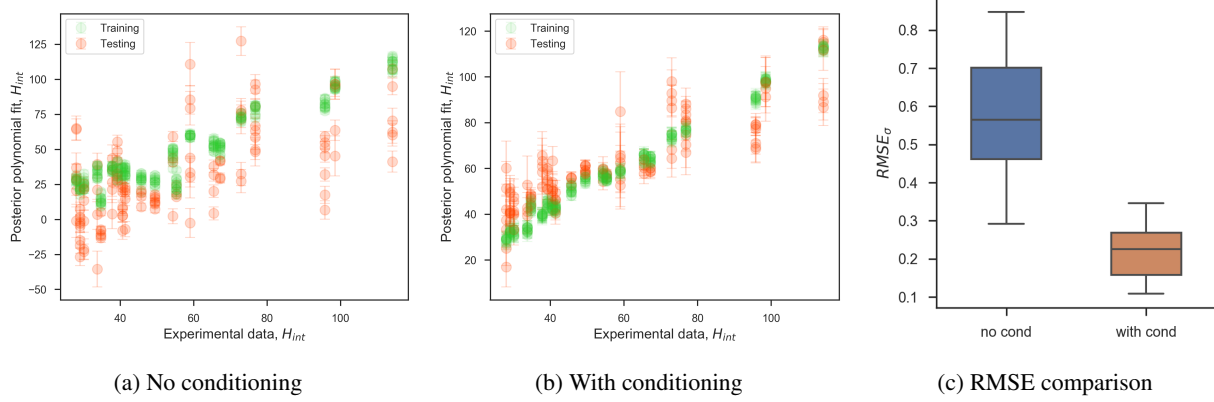 Training
Testing
125
100
75
50
25
0
−25
−50
Posterior polynomial fit, H_int
40
60
80
100
Experimental data, H_int
(a) No conditioning
Training
Testing
120
100
80
60
40
20
Posterior polynomial fit, H_int
40
60
80
100
Experimental data, H_int
(b) With conditioning
0.8
0.7
0.6
0.5
0.4
0.3
0.2
0.1
RMSE_σ
no cond
with cond
(c) RMSE comparison